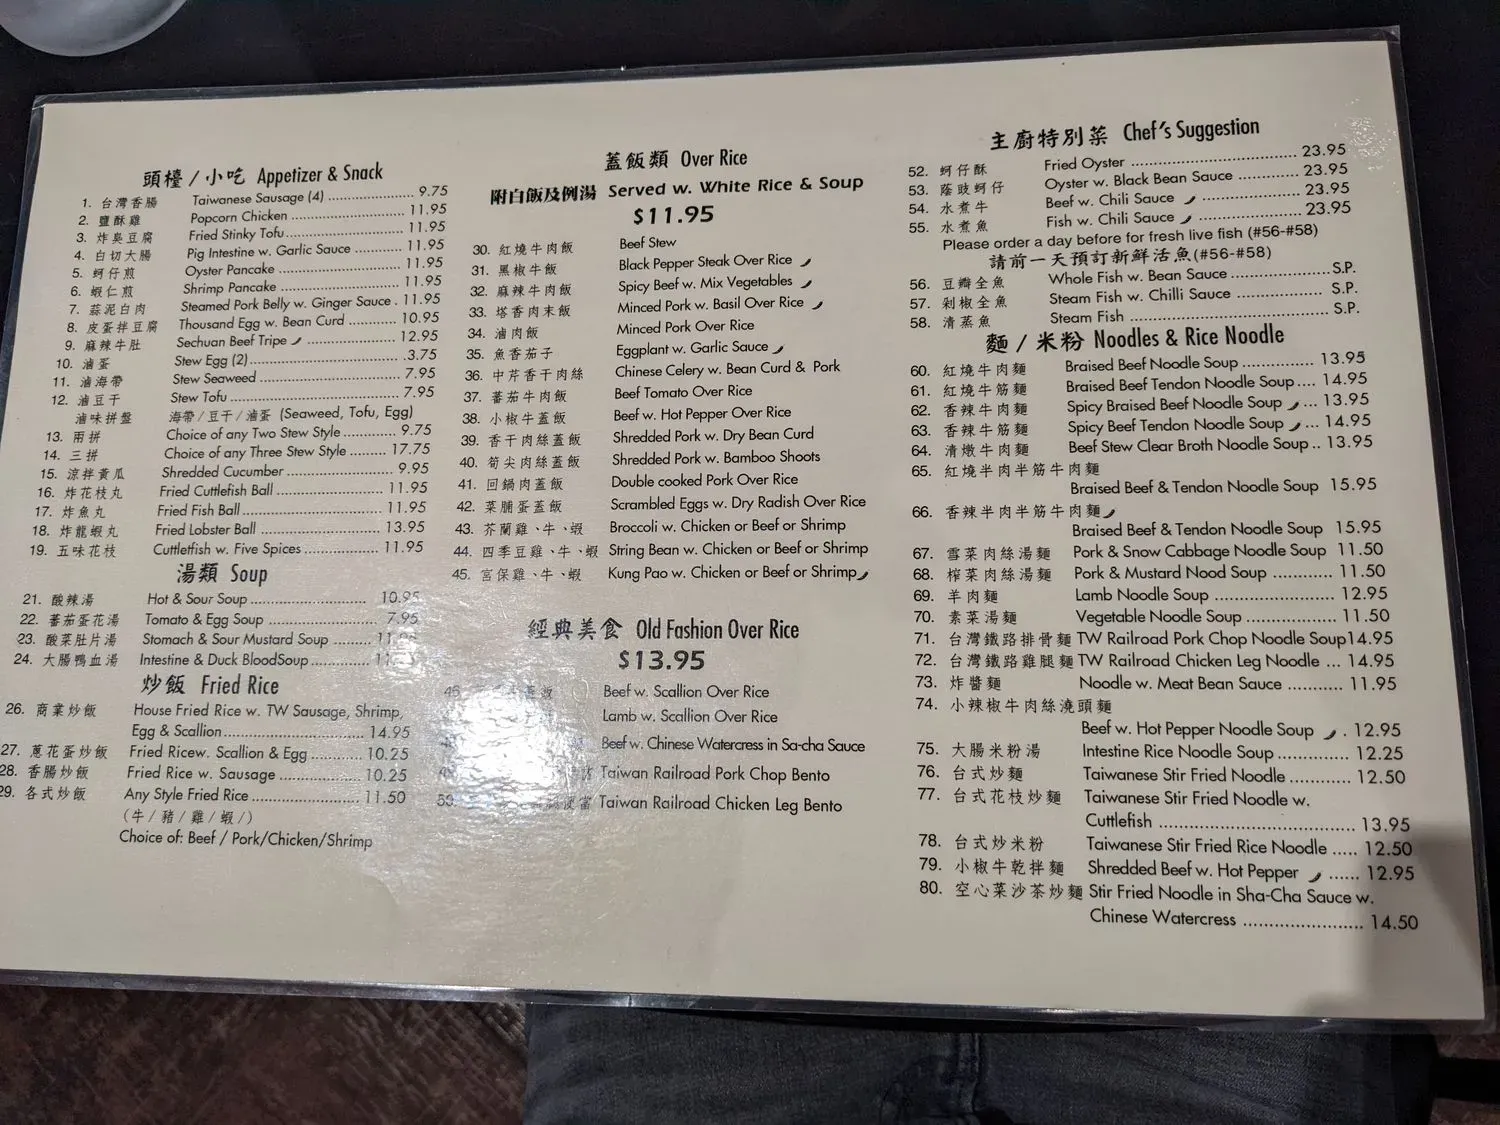 頭檯 / 小吃 Appetizer & Snack
1. 台灣香腸 Taiwanese Sausage (4) 9.75
2. 鹽酥雞 Popcorn Chicken 11.95
3. 炸臭豆腐 Fried Stinky Tofu 11.95
4. 白切大腸 Pig Intestine w. Garlic Sauce 11.95
5. 蚵仔煎 Oyster Pancake 11.95
6. 蝦仁煎 Shrimp Pancake 11.95
7. 蒜泥白肉 Steamed Pork Belly w. Ginger Sauce . 11.95
8. 皮蛋拌豆腐 Thousand Egg w. Bean Curd 10.95
9. 麻辣牛肚 Sechuan Beef Tripe 12.95
10. 滷蛋 Stew Egg (2) .3.75
11. 滷海帶 Stew Seaweed 7.95
12. 滷豆干 Stew Tofu 7.95
滷味拼盤 海帶 / 豆干 / 滷蛋 (Seaweed, Tofu, Egg)
13. 兩拼 Choice of any Two Stew Style 9.75
14. 三拼 Choice of any Three Stew Style 17.75
15. 涼拌黃瓜 Shredded Cucumber 9.95
16. 炸花枝丸 Fried Cuttlefish Ball 11.95
17. 炸魚丸 Fried Fish Ball 11.95
18. 炸龍蝦丸 Fried Lobster Ball 13.95
19. 五味花枝 Cuttletfish w. Five Spices 11.95
湯類 Soup
21. 酸辣湯 Hot & Sour Soup 10.95
22. 蕃茄蛋花湯 Tomato & Egg Soup 7.95
23. 酸菜肚片湯 Stomach & Sour Mustard Soup
24. 大腸鴨血湯 Intestine & Duck BloodSoup
炒飯 Fried Rice
26. 商業炒飯 House Fried Rice w. TW Sausage, Shrimp,
Egg & Scallion 14.95
27. 蔥花蛋炒飯 Fried Ricew. Scallion & Egg 10.25
28. 香腸炒飯 Fried Rice w. Sausage 10.25
29. 各式炒飯 Any Style Fried Rice 11.50
(牛 / 豬 / 雞 / 蝦 /)
Choice of: Beef / Pork/Chicken/Shrimp
蓋飯類 Over Rice
附白飯及例湯 Served w. White Rice & Soup
$11.95
30. 紅燒牛肉飯 Beef Stew
31. 黑椒牛飯 Black Pepper Steak Over Rice
32. 麻辣牛肉飯 Spicy Beef w. Mix Vegetables
33. 塔香肉末飯 Minced Pork w. Basil Over Rice
34. 滷肉飯 Minced Pork Over Rice
35. 魚香茄子 Eggplant w. Garlic Sauce
36. 中芹香干肉絲 Chinese Celery w. Bean Curd & Pork
37. 蕃茄牛肉飯 Beef Tomato Over Rice
38. 小椒牛蓋飯 Beef w. Hot Pepper Over Rice
39. 香干肉絲蓋飯 Shredded Pork w. Dry Bean Curd
40. 筍尖肉絲蓋飯 Shredded Pork w. Bamboo Shoots
41. 回鍋肉蓋飯 Double cooked Pork Over Rice
42. 菜脯蛋蓋飯 Scrambled Eggs w. Dry Radish Over Rice
43. 芥蘭雞、牛、蝦 Broccoli w. Chicken or Beef or Shrimp
44. 四季豆雞、牛、蝦 String Bean w. Chicken or Beef or Shrimp
45. 宮保雞、牛、蝦 Kung Pao w. Chicken or Beef or Shrimp
經典美食 Old Fashion Over Rice
$13.95
Beef w. Scallion Over Rice
Lamb w. Scallion Over Rice
Beef w. Chinese Watercress in Sa-cha Sauce
Taiwan Railroad Pork Chop Bento
便當 Taiwan Railroad Chicken Leg Bento
主廚特別菜 Chef's Suggestion
52. 蚵仔酥 Fried Oyster 23.95
53. 蔭豉蚵仔 Oyster w. Black Bean Sauce 23.95
54. 水煮牛 Beef w. Chili Sauce 23.95
55. 水煮魚 Fish w. Chili Sauce 23.95
Please order a day before for fresh live fish (#56-#58)
請前一天預訂新鮮活魚(#56-#58)
56. 豆瓣全魚 Whole Fish w. Bean Sauce S.P.
57. 剁椒全魚 Steam Fish w. Chilli Sauce S.P.
58. 清蒸魚 Steam Fish S.P.
麵 / 米粉 Noodles & Rice Noodle
60. 紅燒牛肉麵 Braised Beef Noodle Soup 13.95
61. 紅燒牛筋麵 Braised Beef Tendon Noodle Soup 14.95
62. 香辣牛肉麵 Spicy Braised Beef Noodle Soup 13.95
63. 香辣牛筋麵 Spicy Beef Tendon Noodle Soup 14.95
64. 清燉牛肉麵 Beef Stew Clear Broth Noodle Soup 13.95
65. 紅燒半肉半筋牛肉麵
Braised Beef & Tendon Noodle Soup 15.95
66. 香辣半肉半筋牛肉麵
Braised Beef & Tendon Noodle Soup 15.95
67. 雪菜肉絲湯麵 Pork & Snow Cabbage Noodle Soup 11.50
68. 榨菜肉絲湯麵 Pork & Mustard Nood Soup 11.50
69. 羊肉麵 Lamb Noodle Soup 12.95
70. 素菜湯麵 Vegetable Noodle Soup 11.50
71. 台灣鐵路排骨麵 TW Railroad Pork Chop Noodle Soup14.95
72. 台灣鐵路雞腿麵 TW Railroad Chicken Leg Noodle 14.95
73. 炸醬麵 Noodle w. Meat Bean Sauce 11.95
74. 小辣椒牛肉絲澆頭麵
Beef w. Hot Pepper Noodle Soup . 12.95
75. 大腸米粉湯 Intestine Rice Noodle Soup 12.25
76. 台式炒麵 Taiwanese Stir Fried Noodle 12.50
77. 台式花枝炒麵 Taiwanese Stir Fried Noodle w.
Cuttlefish 13.95
78. 台式炒米粉 Taiwanese Stir Fried Rice Noodle 12.50
79. 小椒牛乾拌麵 Shredded Beef w. Hot Pepper 12.95
80. 空心菜沙茶炒麵 Stir Fried Noodle in Sha-Cha Sauce w.
Chinese Watercress 14.50